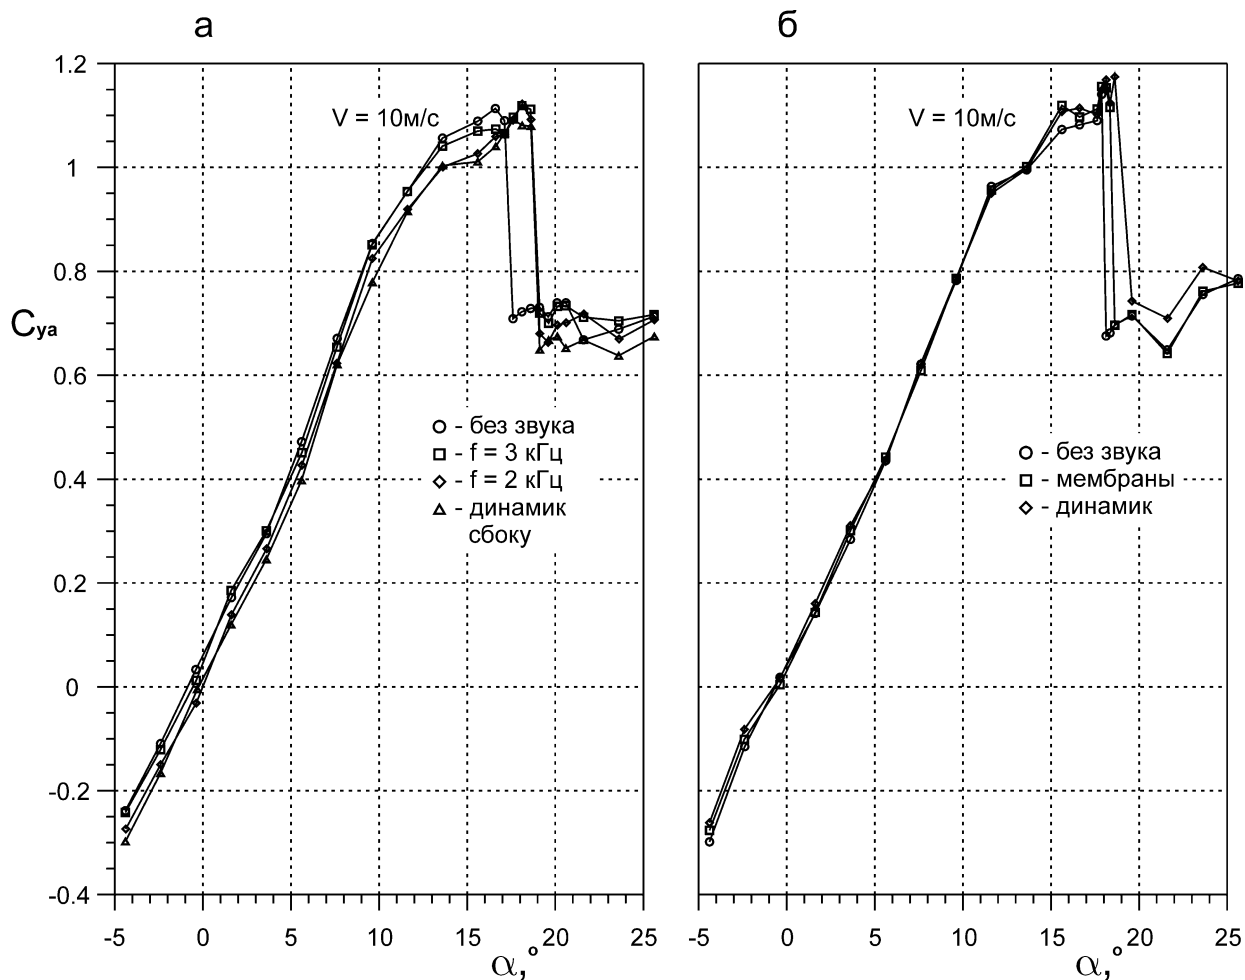 а
б
1.2
1
0.8
0.6
0.4
0.2
0
-0.2
-0.4
Cya
V = 10м/с
- без звука
- f = 3 кГц
- f = 2 кГц
- динамик
сбоку
-5 0 5 10 15 20 25
α,°
V = 10м/с
- без звука
- мембраны
- динамик
-5 0 5 10 15 20 25
α,°